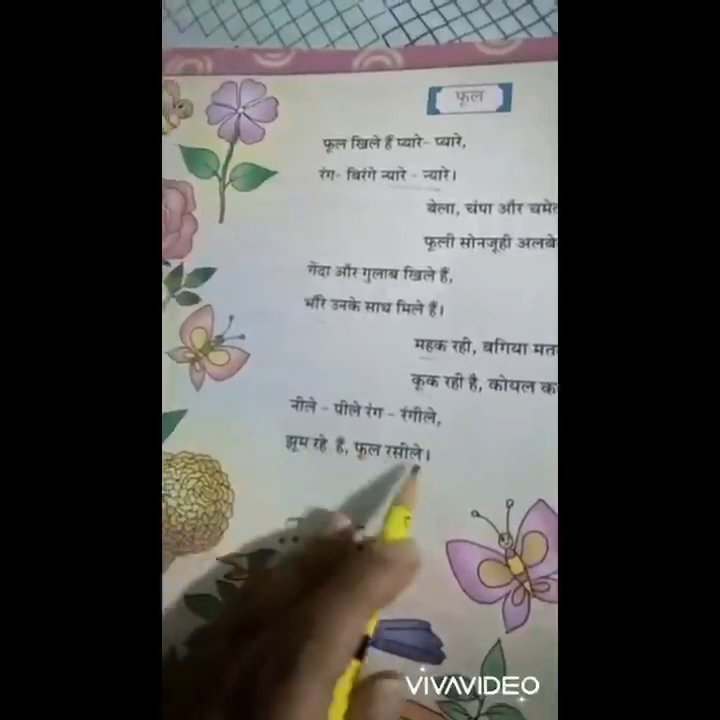 फूल
फूल खिले हैं प्यारे- प्यारे,
रंग- बिरंगे न्यारे - न्यारे।
बेला, चंपा और
फूली सोनजूही
गेंदा और गुलाब खिले हैं,
भौंरे उनके साथ मिले हैं।
महक रही, बगिया
कूक रही है, कोयल
नीले - पीले रंग - रंगीले,
झूम रहे हैं, फूल रसीले।
VIVAVIDEO